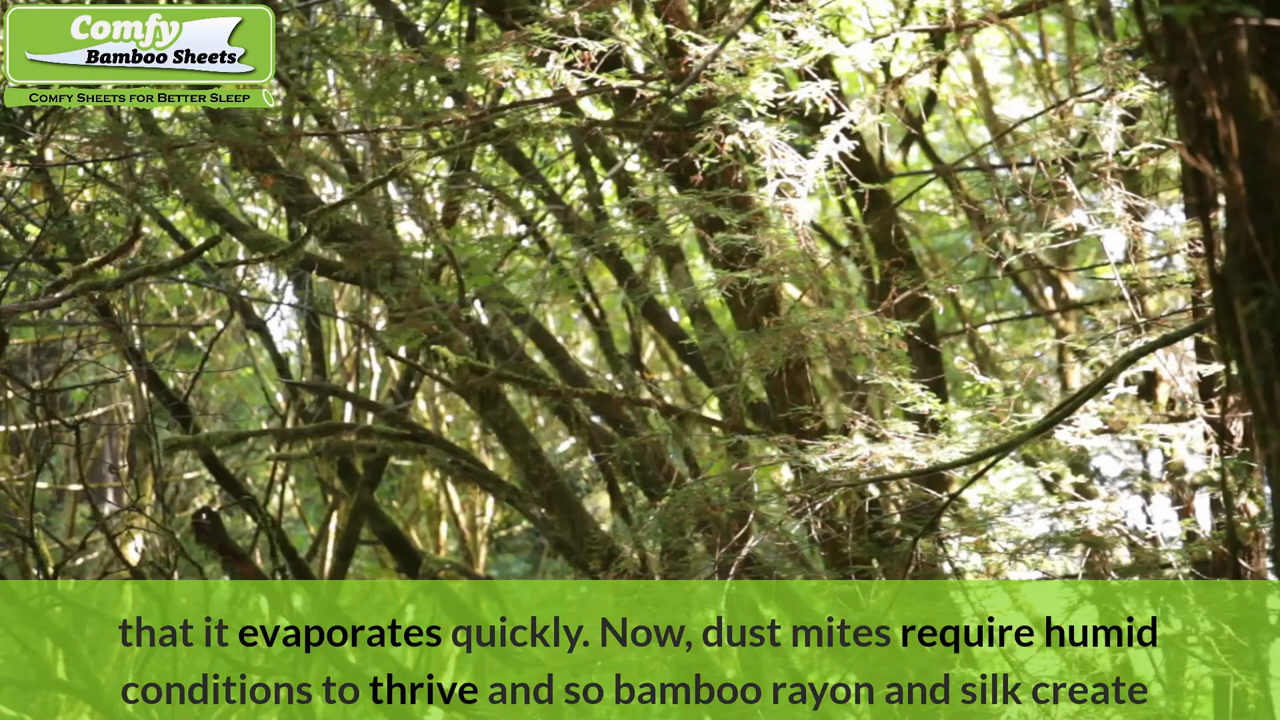 Comfy
Bamboo Sheets
COMFY SHEETS FOR BETTER SLEEP
that it evaporates quickly. Now, dust mites require humid
conditions to thrive and so bamboo rayon and silk create